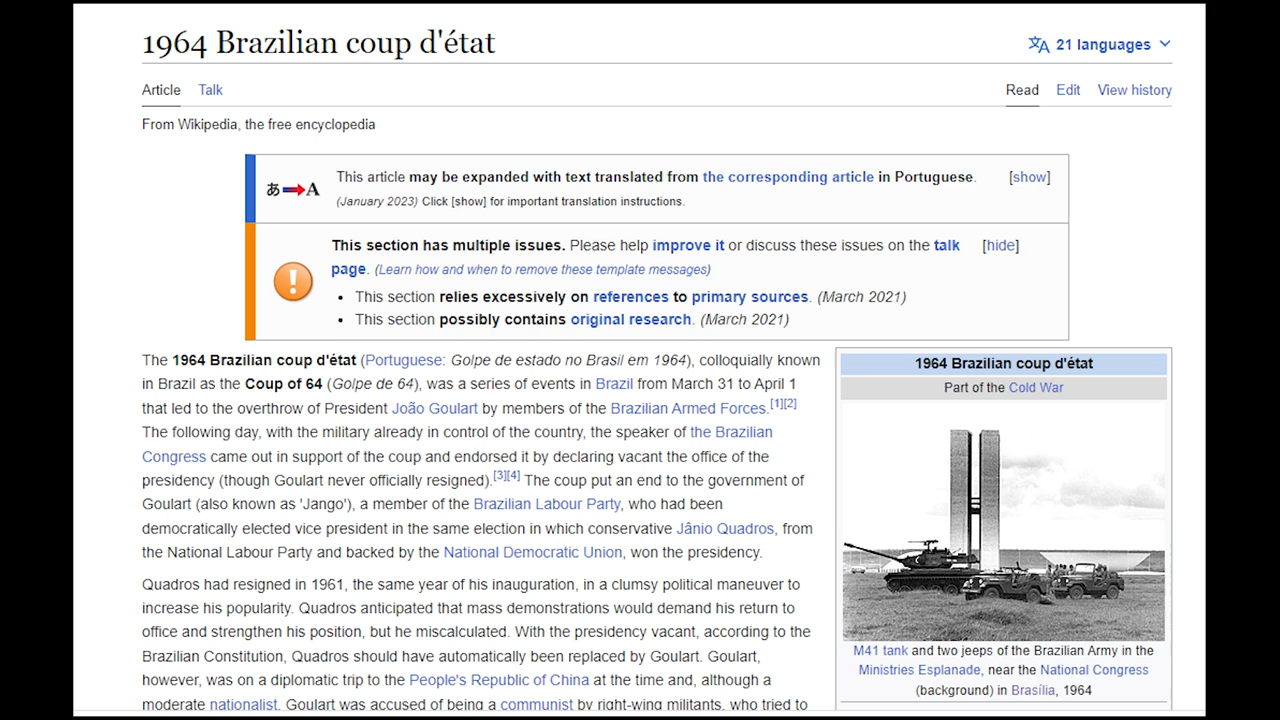 1964 Brazilian coup d'état
21 languages
Article Talk
Read Edit View history
From Wikipedia, the free encyclopedia
This article may be expanded with text translated from the corresponding article in Portuguese. [show]
(January 2023) Click [show] for important translation instructions.
This section has multiple issues. Please help improve it or discuss these issues on the talk [hide]
page. (Learn how and when to remove these template messages)
• This section relies excessively on references to primary sources. (March 2021)
• This section possibly contains original research. (March 2021)
The 1964 Brazilian coup d'état (Portuguese: Golpe de estado no Brasil em 1964), colloquially known
in Brazil as the Coup of 64 (Golpe de 64), was a series of events in Brazil from March 31 to April 1
that led to the overthrow of President João Goulart by members of the Brazilian Armed Forces.[1][2]
The following day, with the military already in control of the country, the speaker of the Brazilian
Congress came out in support of the coup and endorsed it by declaring vacant the office of the
presidency (though Goulart never officially resigned).[3][4] The coup put an end to the government of
Goulart (also known as 'Jango'), a member of the Brazilian Labour Party, who had been
democratically elected vice president in the same election in which conservative Jânio Quadros, from
the National Labour Party and backed by the National Democratic Union, won the presidency.
Quadros had resigned in 1961, the same year of his inauguration, in a clumsy political maneuver to
increase his popularity. Quadros anticipated that mass demonstrations would demand his return to
office and strengthen his position, but he miscalculated. With the presidency vacant, according to the
Brazilian Constitution, Quadros should have automatically been replaced by Goulart. Goulart,
however, was on a diplomatic trip to the People's Republic of China at the time and, although a
moderate nationalist, Goulart was accused of being a communist by right-wing militants, who tried to
1964 Brazilian coup d'état
Part of the Cold War
M41 tank and two jeeps of the Brazilian Army in the
Ministries Esplanade, near the National Congress
(background) in Brasília, 1964